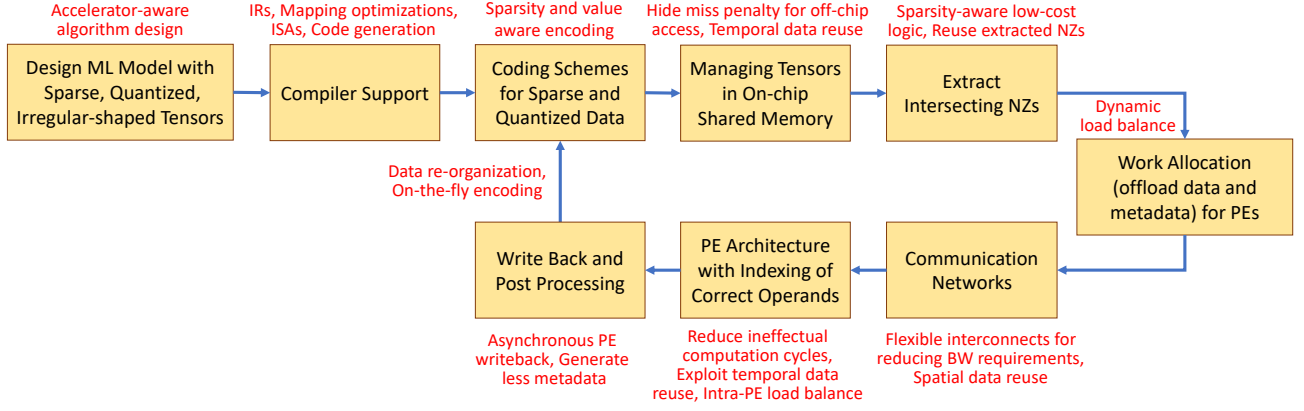 Accelerator-aware
algorithm design
Design ML Model with
Sparse, Quantized,
Irregular-shaped Tensors
IRs, Mapping optimizations,
ISAs, Code generation
Compiler Support
Sparsity and value
aware encoding
Coding Schemes
for Sparse and
Quantized Data
Hide miss penalty for off-chip
access, Temporal data reuse
Managing Tensors
in On-chip
Shared Memory
Sparsity-aware low-cost
logic, Reuse extracted NZs
Extract
Intersecting NZs
Dynamic
load balance
Work Allocation
(offload data and
metadata) for PEs
Communication
Networks
Flexible interconnects for
reducing BW requirements,
Spatial data reuse
PE Architecture
with Indexing of
Correct Operands
Reduce ineffectual
computation cycles,
Exploit temporal data
reuse, Intra-PE load balance
Write Back and
Post Processing
Asynchronous PE
writeback, Generate
less metadata
Data re-organization,
On-the-fly encoding